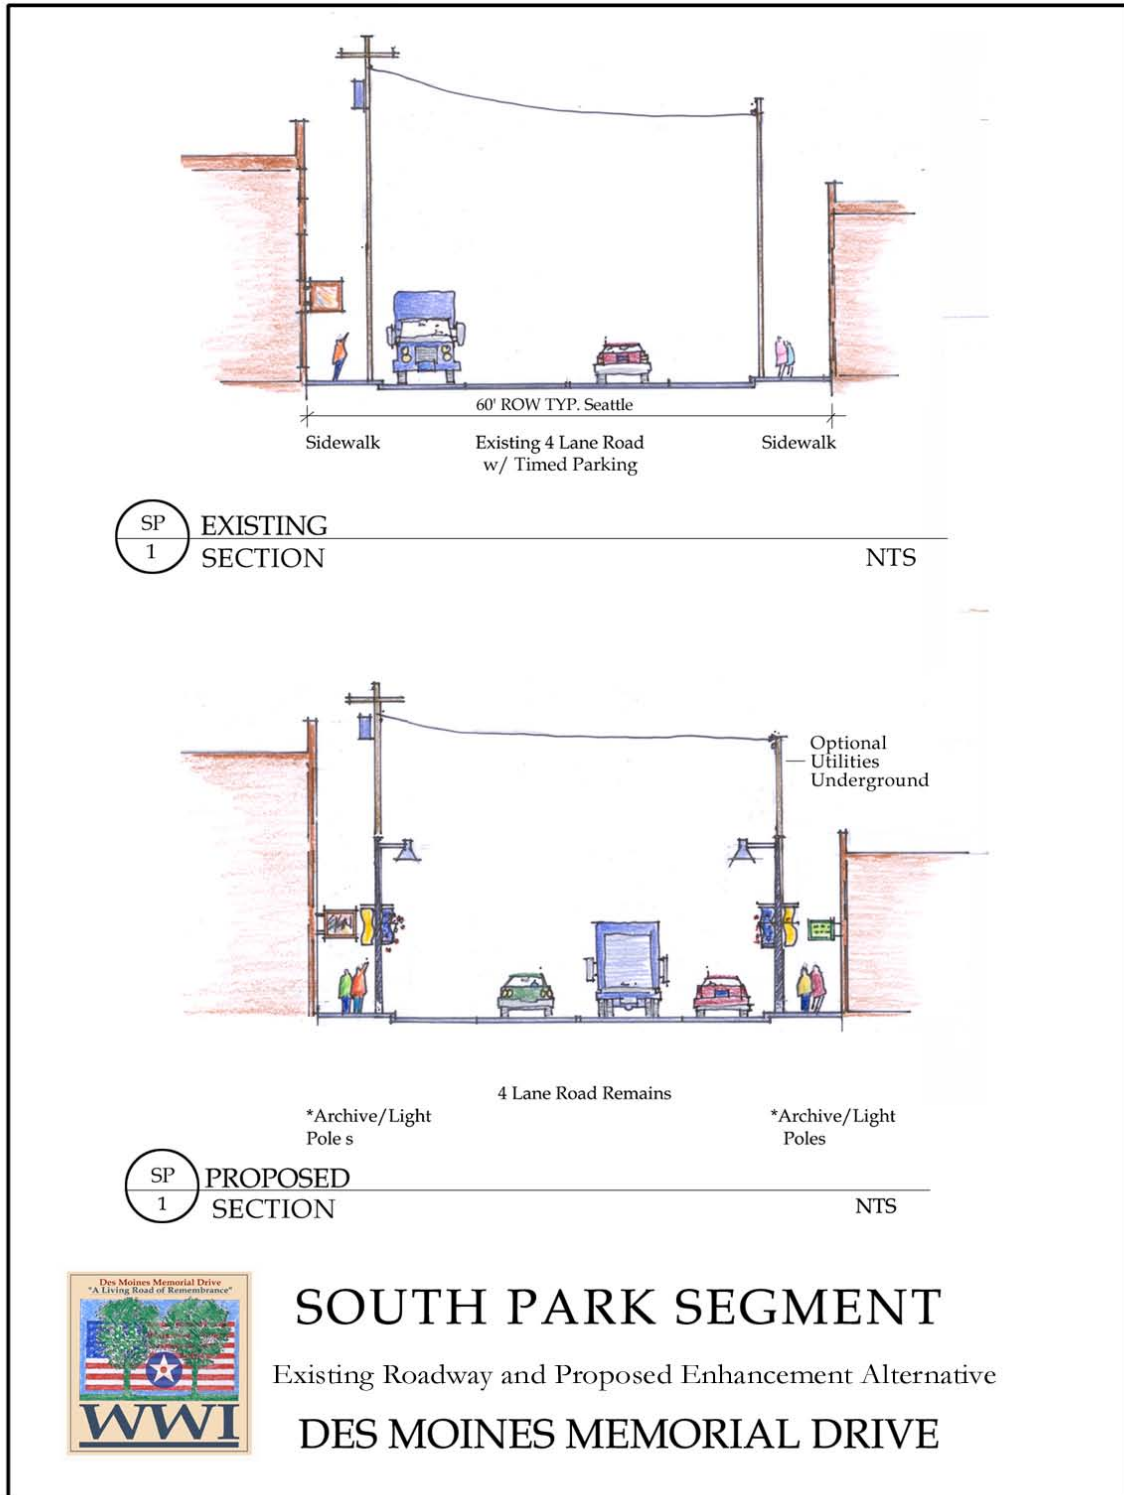 60' ROW TYP. Seattle
Sidewalk
Existing 4 Lane Road
w/ Timed Parking
Sidewalk
SP
1
EXISTING
SECTION
NTS
Optional
Utilities
Underground
4 Lane Road Remains
*Archive/Light
Pole s
*Archive/Light
Poles
SP
1
PROPOSED
SECTION
NTS
Des Moines Memorial Drive
"A Living Road of Remembrance"
WWI
SOUTH PARK SEGMENT
Existing Roadway and Proposed Enhancement Alternative
DES MOINES MEMORIAL DRIVE